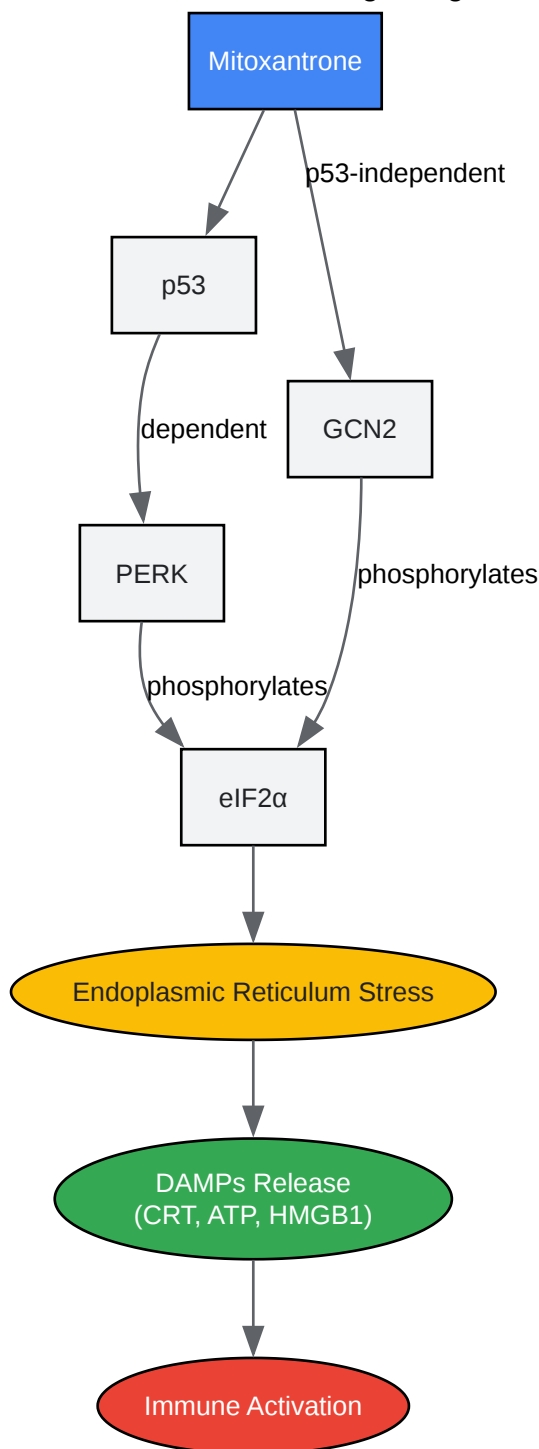 Mitoxantrone
p53-independent
p53
GCN2
dependent
PERK
phosphorylates
phosphorylates
eIF2α
Endoplasmic Reticulum Stress
DAMPs Release
(CRT, ATP, HMGB1)
Immune Activation